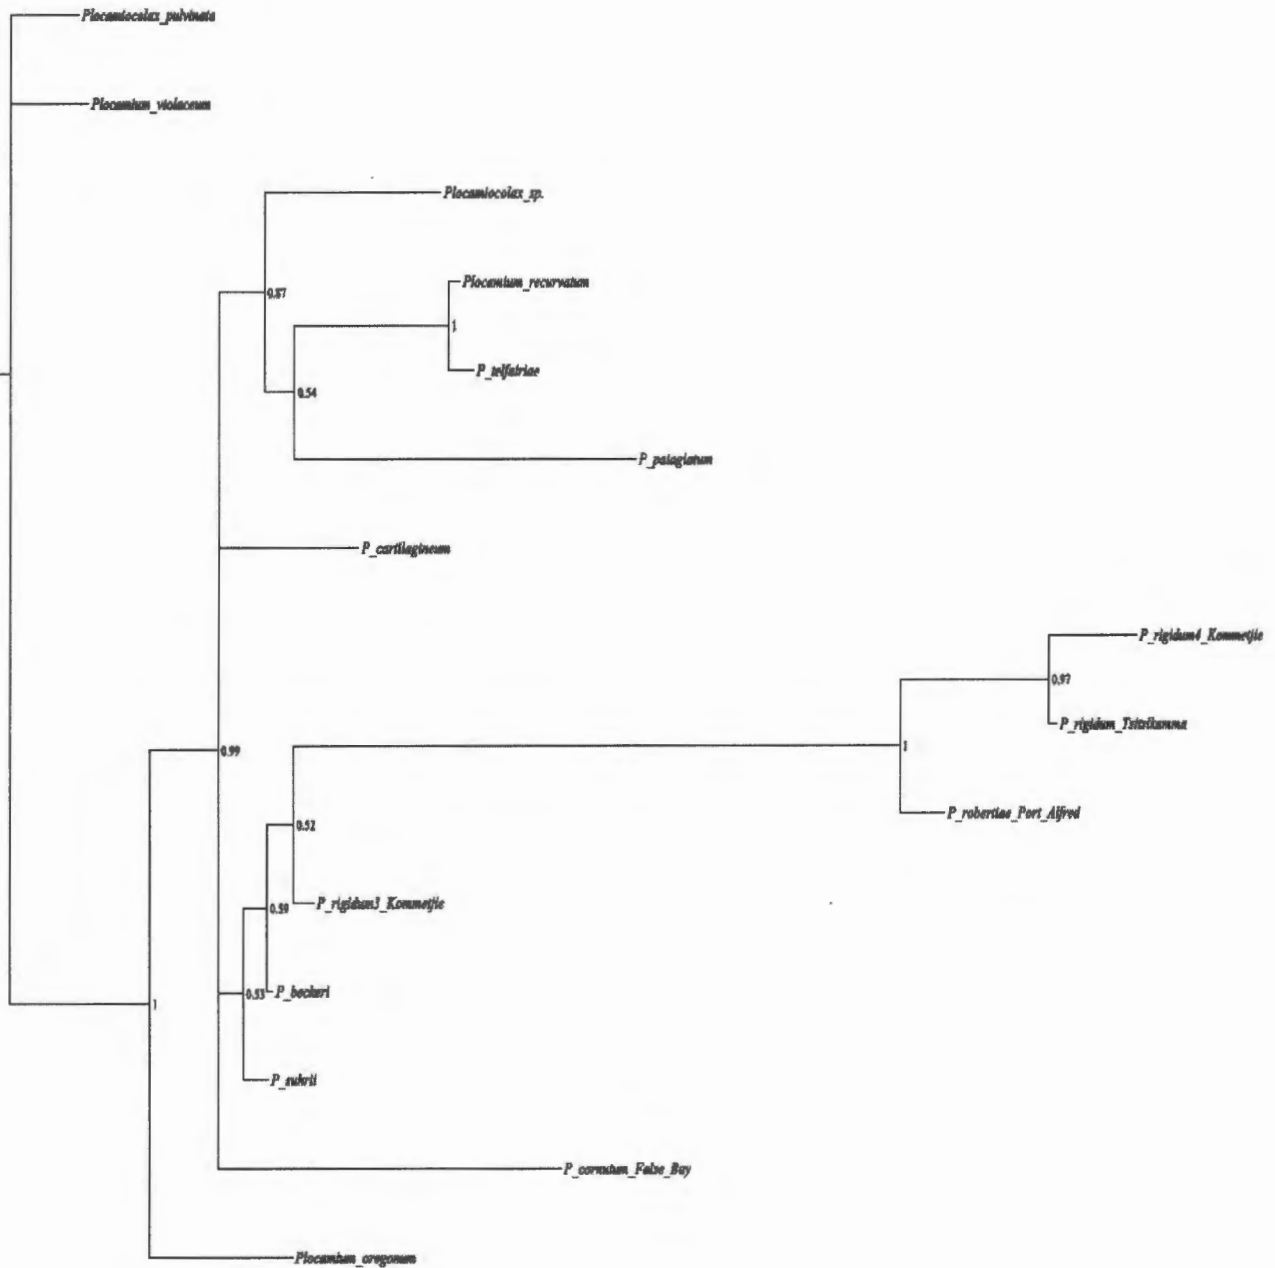 Plocamiocolax_pulvinata
Plocamium_violaceum
Plocamiocolax_sp.
0.87
Plocamium_recurvatum
1
P_telfairiae
0.54
P_patagiatum
P_cartilagineum
P_rigidum4_Kommetjie
0.97
P_rigidum_Tsitsikamma
0.99
1
P_robertiae_Port_Alfred
0.52
P_rigidum3_Kommetjie
0.59
P_beckeri
0.53
P_suhrii
1
P_cornutum_False_Bay
Plocamium_oregonum